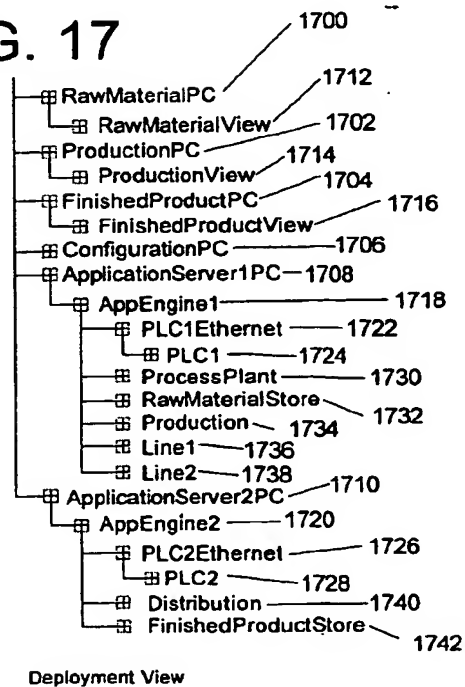 G. 17
1700
RawMaterialPC
1712
RawMaterialView
1702
ProductionPC
1714
ProductionView
1704
FinishedProductPC
1716
FinishedProductView
ConfigurationPC 1706
ApplicationServer1PC 1708
AppEngine1 1718
PLC1Ethernet 1722
PLC1 1724
ProcessPlant 1730
RawMaterialStore
1732
Production 1734
Line1 1736
Line2 1738
ApplicationServer2PC 1710
AppEngine2 1720
PLC2Ethernet 1726
PLC2 1728
Distribution 1740
FinishedProductStore
1742
Deployment View